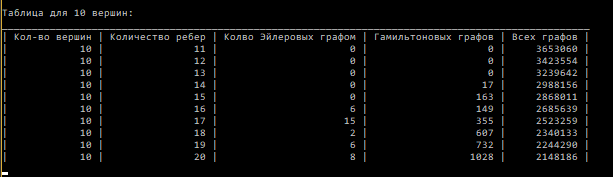 Таблица для 10 вершин:
| Кол-во вершин | Количество ребер | Колво Эйлеровых графом | Гамильтоновых графов | Всех графов |
| 10 | 11 | 0 | 0 | 3653060 |
| 10 | 12 | 0 | 0 | 3423554 |
| 10 | 13 | 0 | 0 | 3239642 |
| 10 | 14 | 0 | 17 | 2988156 |
| 10 | 15 | 0 | 163 | 2868011 |
| 10 | 16 | 6 | 149 | 2685639 |
| 10 | 17 | 15 | 355 | 2523259 |
| 10 | 18 | 2 | 607 | 2340133 |
| 10 | 19 | 6 | 732 | 2244290 |
| 10 | 20 | 8 | 1028 | 2148186 |